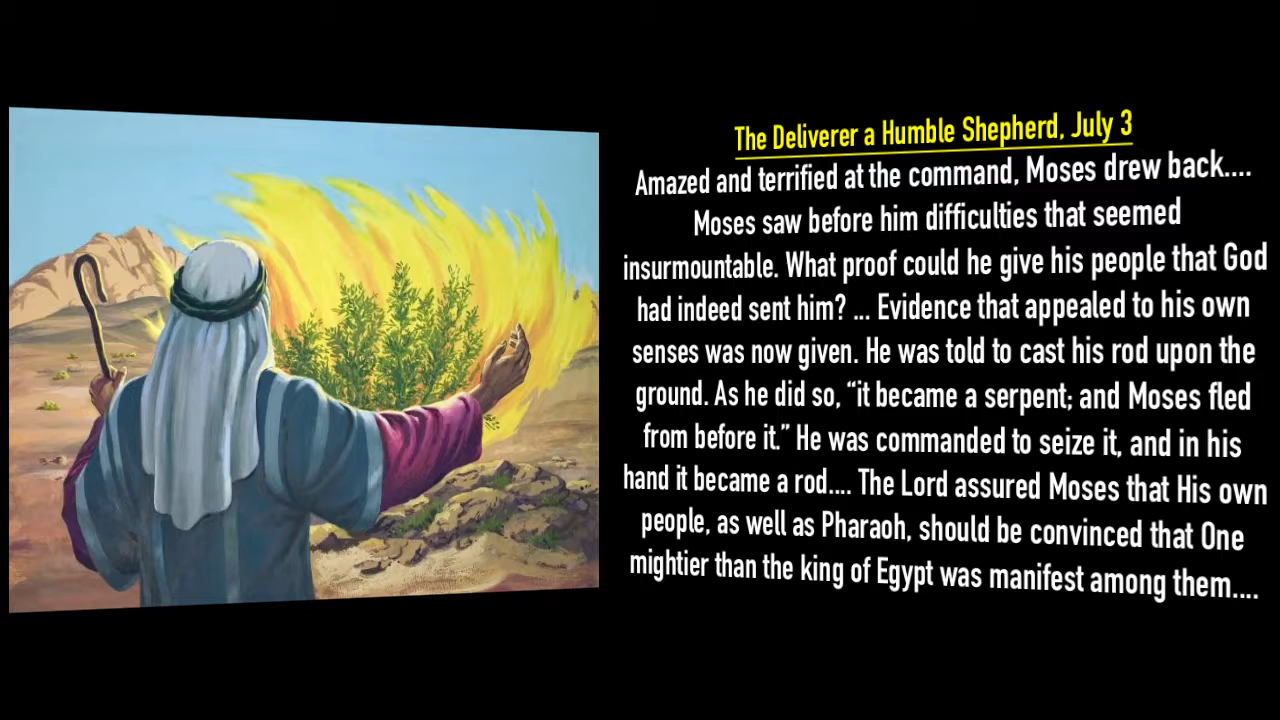 The Deliverer a Humble Shepherd, July 3
Amazed and terrified at the command, Moses drew back....
Moses saw before him difficulties that seemed
insurmountable. What proof could he give his people that God
had indeed sent him? ... Evidence that appealed to his own
senses was now given. He was told to cast his rod upon the
ground. As he did so, “it became a serpent; and Moses fled
from before it.” He was commanded to seize it, and in his
hand it became a rod.... The Lord assured Moses that His own
people, as well as Pharaoh, should be convinced that One
mightier than the king of Egypt was manifest among them....